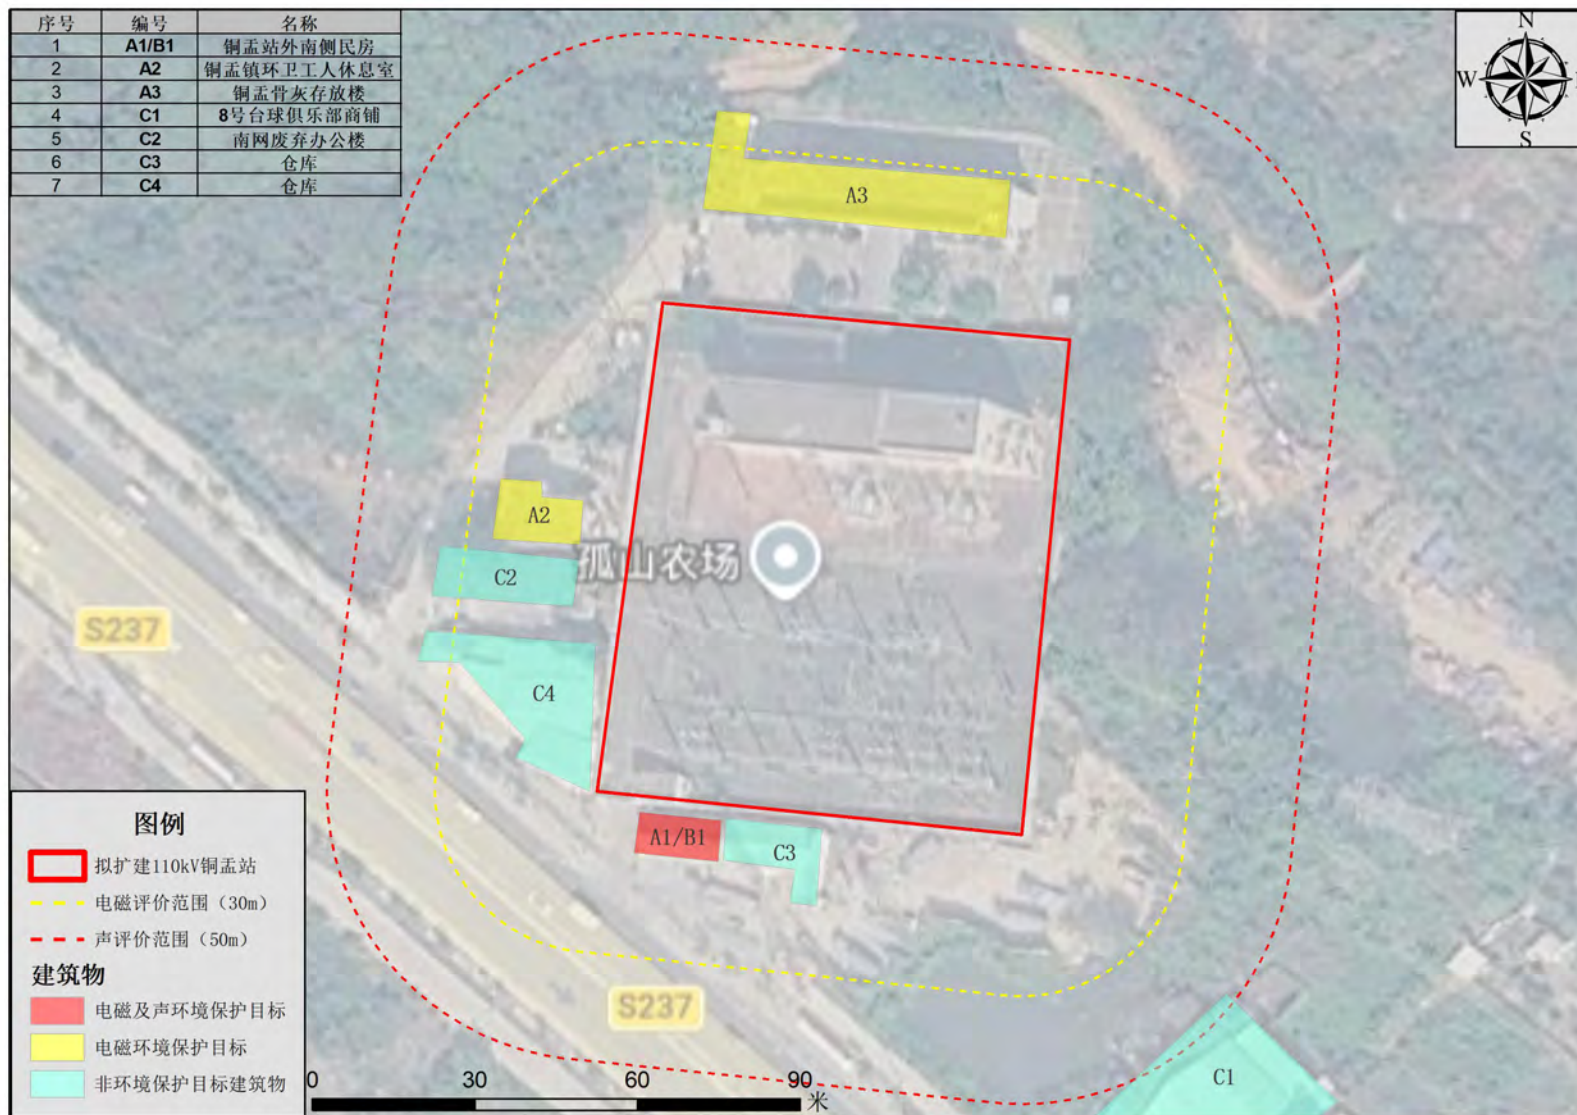 序号 编号 名称
1 A1/B1 铜盂站外南侧民房
2 A2 铜盂镇环卫工人休息室
3 A3 铜盂骨灰存放楼
4 C1 8号台球俱乐部商铺
5 C2 南网废弃办公楼
6 C3 仓库
7 C4 仓库
N
W
S
A3
A2
孤山农场
C2
S237
C4
A1/B1
C3
S237
C1
图例
拟扩建110kV铜盂站
电磁评价范围（30m）
声评价范围（50m）
建筑物
电磁及声环境保护目标
电磁环境保护目标
非环境保护目标建筑物
0 30 60 90
米